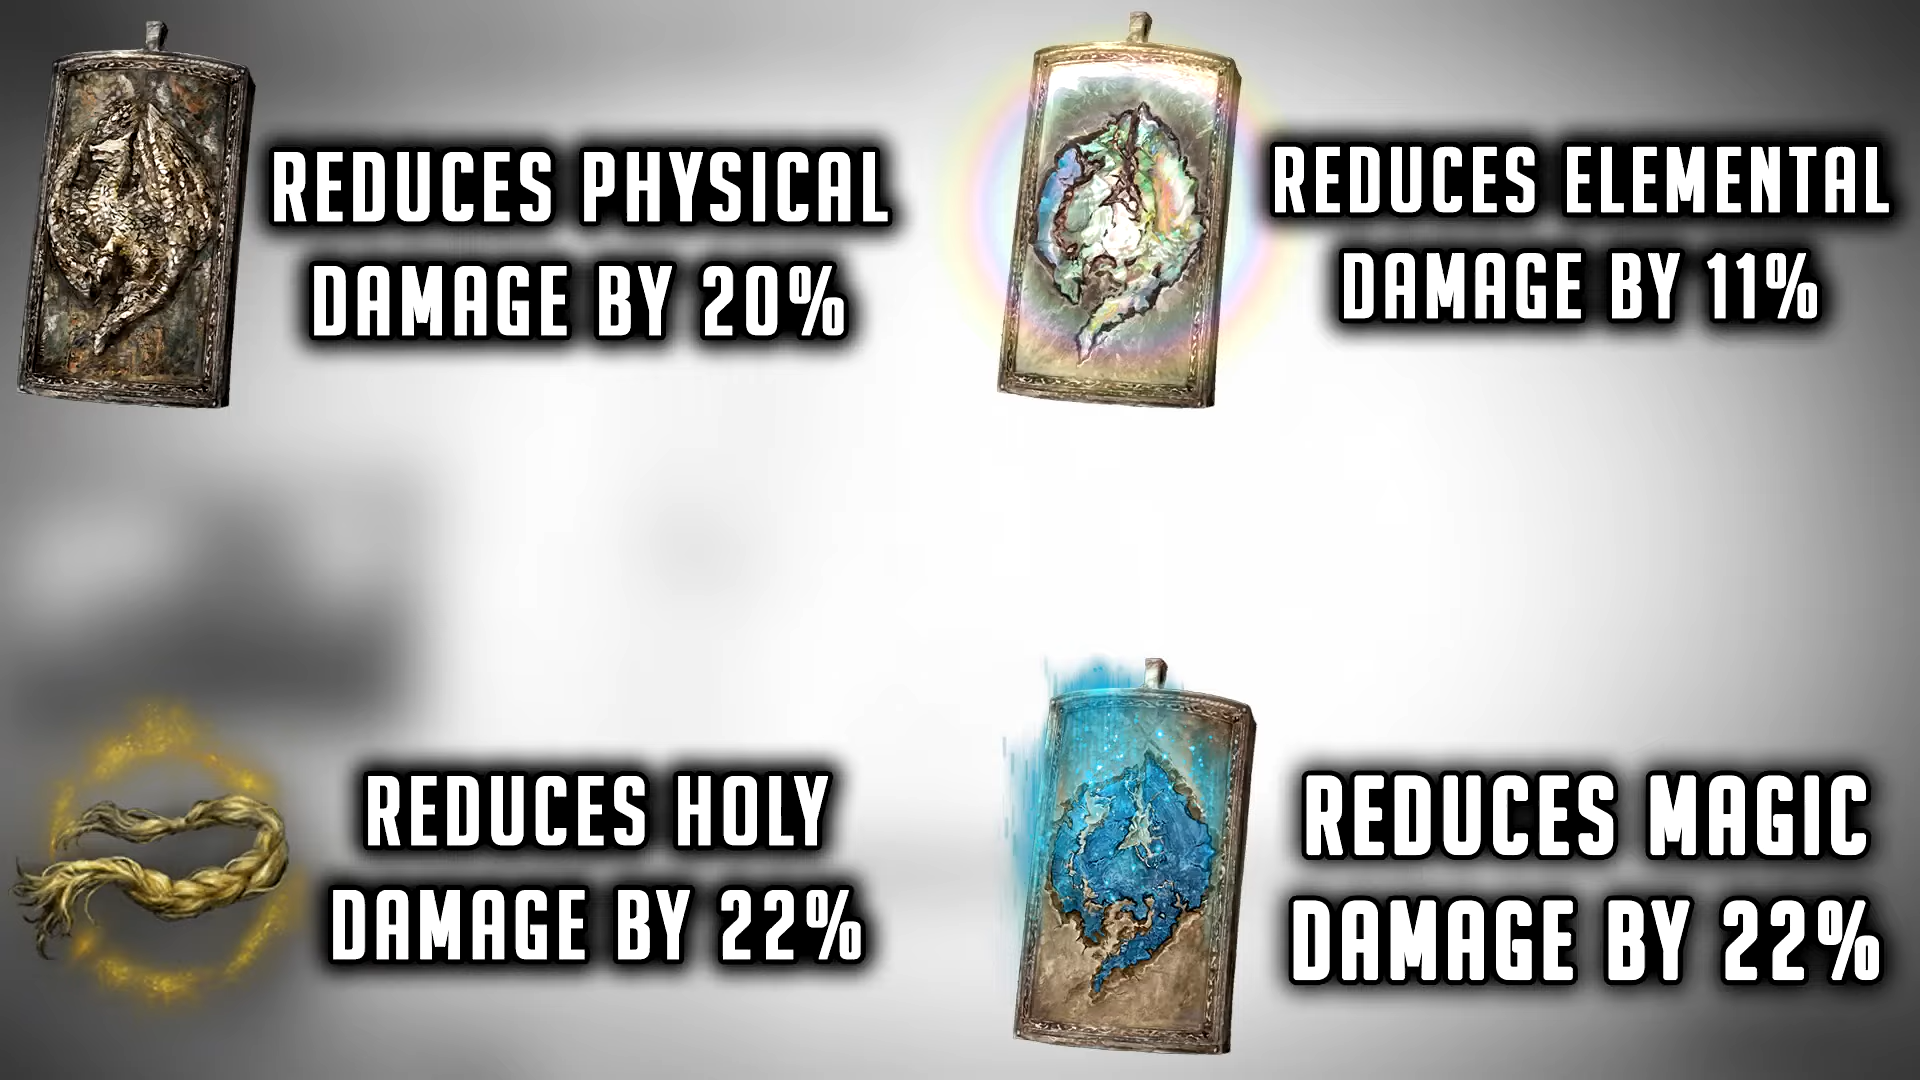 REDUCES PHYSICAL
DAMAGE BY 20%
REDUCES ELEMENTAL
DAMAGE BY 11%
REDUCES HOLY
DAMAGE BY 22%
REDUCES MAGIC
DAMAGE BY 22%